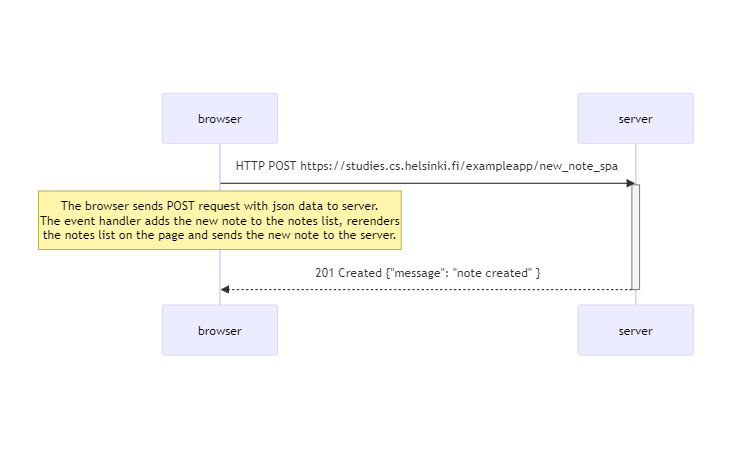 browser
server
HTTP POST https://studies.cs.helsinki.fi/exampleapp/new_note_spa
The browser sends POST request with json data to server.
The event handler adds the new note to the notes list, rerenders
the notes list on the page and sends the new note to the server.
201 Created {"message": "note created" }
browser
server